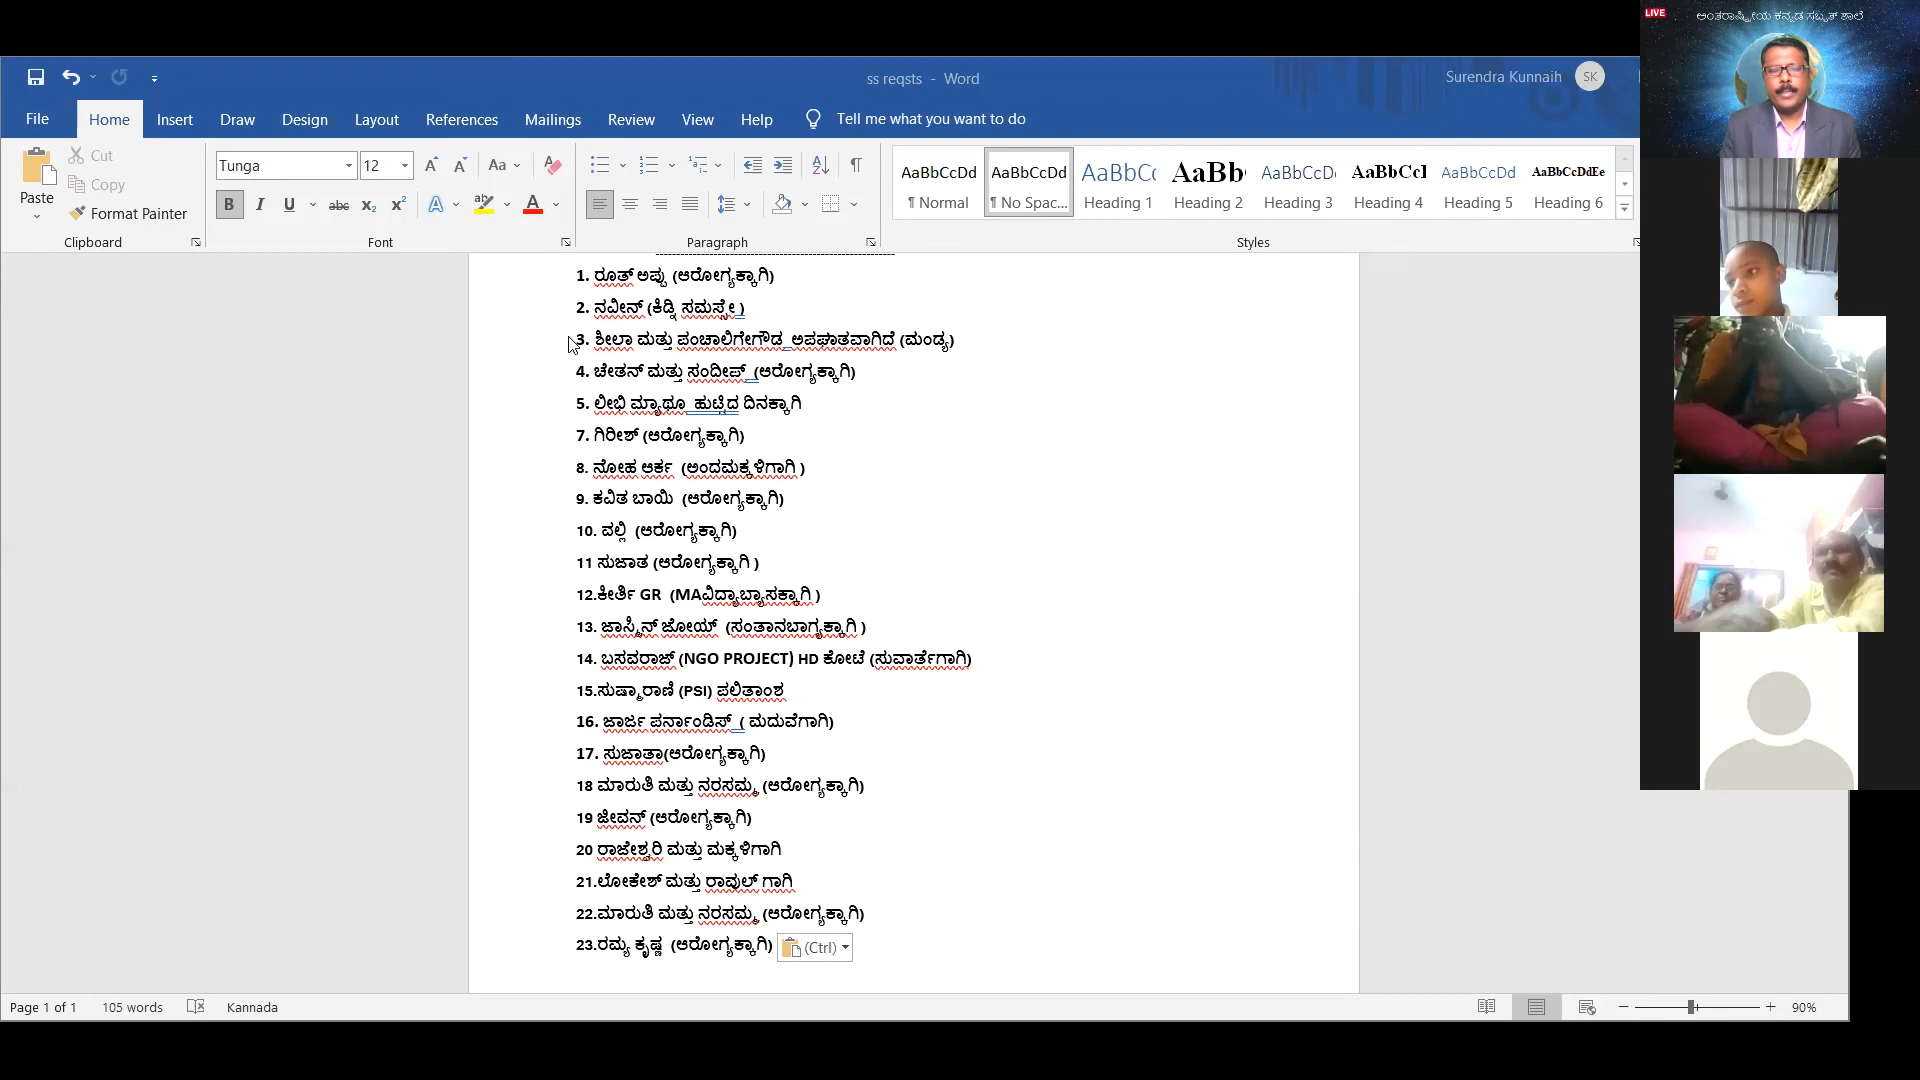 LIVE
ಅಂತರಾಷ್ಟ್ರೀಯ ಕನ್ನಡ ಸಬ್ಬತ್ ಶಾಲೆ
ss reqsts - Word
Surendra Kunnaih SK
File Home Insert Draw Design Layout References Mailings Review View Help Tell me what you want to do
Paste
Cut
Copy
Format Painter
Clipboard
Tunga 12
Font
Paragraph
AaBbCcDd AaBbCcDd AaBbCc AaBb AaBbCcD AaBbCcI AaBbCcDd AaBbCcDdEe
¶ Normal ¶ No Spac... Heading 1 Heading 2 Heading 3 Heading 4 Heading 5 Heading 6
Styles
1. ರೂತ್ ಅಪ್ಪು (ಆರೋಗ್ಯಕ್ಕಾಗಿ)
2. ನವೀನ್ (ಕಿಡ್ನಿ ಸಮಸ್ಸೇ )
3. ಶೀಲಾ ಮತ್ತು ಪಂಚಾಲಿಗೇಗೌಡ ಅಪಘಾತವಾಗಿದೆ (ಮಂಡ್ಯ)
4. ಚೇತನ್ ಮತ್ತು ಸಂದೀಪ್ (ಆರೋಗ್ಯಕ್ಕಾಗಿ)
5. ಲೀಭಿ ಮ್ಯಾಥೂ ಹುಟ್ಟಿದ ದಿನಕ್ಕಾಗಿ
7. ಗಿರೀಶ್ (ಆರೋಗ್ಯಕ್ಕಾಗಿ)
8. ನೋಹ ಆರ್ಕ (ಅಂದಮಕ್ಕಳಿಗಾಗಿ )
9. ಕವಿತ ಬಾಯಿ (ಆರೋಗ್ಯಕ್ಕಾಗಿ)
10. ವಲ್ಲಿ (ಆರೋಗ್ಯಕ್ಕಾಗಿ)
11 ಸುಜಾತ (ಆರೋಗ್ಯಕ್ಕಾಗಿ )
12.ಕೀರ್ತಿ GR (MAವಿದ್ಯಾಬ್ಯಾಸಕ್ಕಾಗಿ )
13. ಜಾಸ್ಮಿನ್ ಜೋಯ್ (ಸಂತಾನಬಾಗ್ಯಕ್ಕಾಗಿ )
14. ಬಸವರಾಜ್ (NGO PROJECT) HD ಕೋಟೆ (ಸುವಾರ್ತೆಗಾಗಿ)
15.ಸುಷ್ಮಾರಾಣಿ (PSI) ಪಲಿತಾಂಶ
16. ಜಾರ್ಜ ಪರ್ನಾಂಡಿಸ್ ( ಮದುವೆಗಾಗಿ)
17. ಸುಜಾತಾ(ಆರೋಗ್ಯಕ್ಕಾಗಿ)
18 ಮಾರುತಿ ಮತ್ತು ನರಸಮ್ಮ (ಆರೋಗ್ಯಕ್ಕಾಗಿ)
19 ಜೀವನ್ (ಆರೋಗ್ಯಕ್ಕಾಗಿ)
20 ರಾಜೇಶ್ವರಿ ಮತ್ತು ಮಕ್ಕಳಿಗಾಗಿ
21.ಲೋಕೇಶ್ ಮತ್ತು ರಾವುಲ್ ಗಾಗಿ
22.ಮಾರುತಿ ಮತ್ತು ನರಸಮ್ಮ (ಆರೋಗ್ಯಕ್ಕಾಗಿ)
23.ರಮ್ಯ ಕೃಷ್ಣ (ಆರೋಗ್ಯಕ್ಕಾಗಿ) (Ctrl)
Page 1 of 1 105 words Kannada 90%